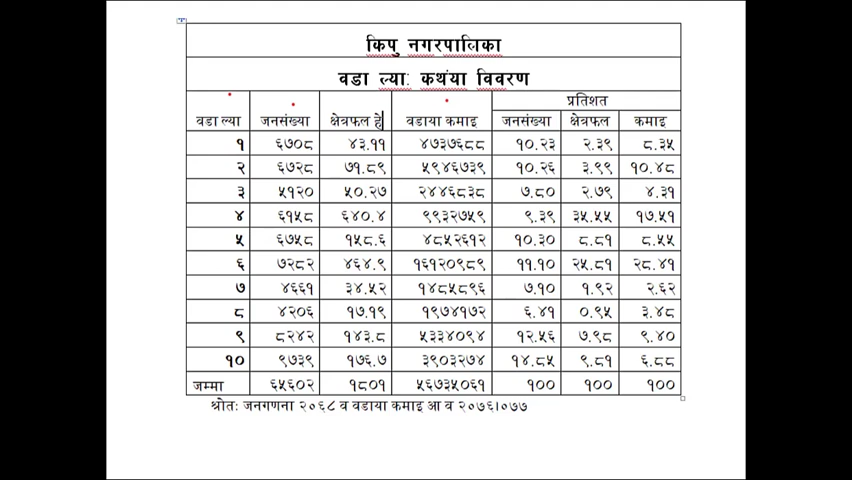 किपु नगरपालिका
वडा ल्या: कथंया विवरण
प्रतिशत
वडा ल्या जनसंख्या क्षेत्रफल है वडाया कमाइ जनसंख्या क्षेत्रफल कमाइ
१ ६७०८ ४३.११ ४७३७६८८ १०.२३ २.३९ ८.३५
२ ६७२८ ७१.८९ ५९४६७३९ १०.२६ ३.९९ १०.४८
३ ५१२० ५०.२७ २४४६८३८ ७.८० २.७९ ४.३१
४ ६१५८ ६४०.४ ९९३२७५९ ९.३९ ३५.५५ १७.५१
५ ६७५८ १५८.६ ४८५२६१२ १०.३० ८.८१ ८.५५
६ ७२८२ ४६४.९ १६१२०९८९ ११.१० २५.८१ २८.४१
७ ४६६१ ३४.५२ १४८५८९६ ७.१० १.९२ २.६२
८ ४२०६ १७.१९ १९७४१७२ ६.४१ ०.९५ ३.४८
९ ८२४२ १४३.८ ५३३४०९४ १२.५६ ७.९८ ९.४०
१० ९७३९ १७६.७ ३९०३२७४ १४.८५ ९.८१ ६.८८
जम्मा ६५६०२ १८०१ ५६७३५०६१ १०० १०० १००
श्रोतः जनगणना २०६८ व वडाया कमाइ आ व २०७६।०७७